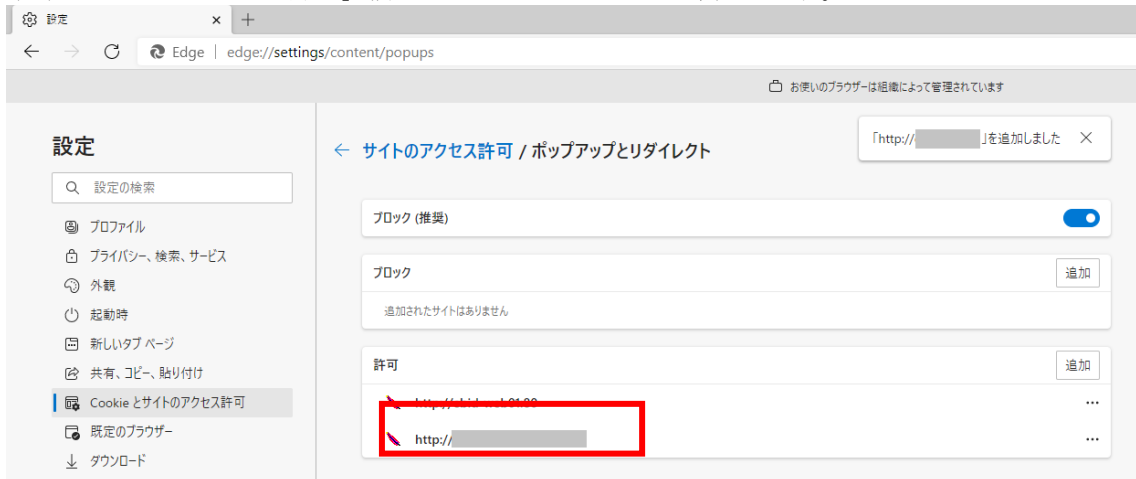 設定
Edge | edge://settings/content/popups
お使いのブラウザーは組織によって管理されています
設定
サイトのアクセス許可 / ポップアップとリダイレクト
「http:// 」を追加しました
設定の検索
プロファイル
プライバシー、検索、サービス
外観
起動時
新しいタブ ページ
共有、コピー、貼り付け
Cookie とサイトのアクセス許可
既定のブラウザー
ダウンロード
ブロック (推奨)
ブロック
追加
追加されたサイトはありません
許可
追加
http://